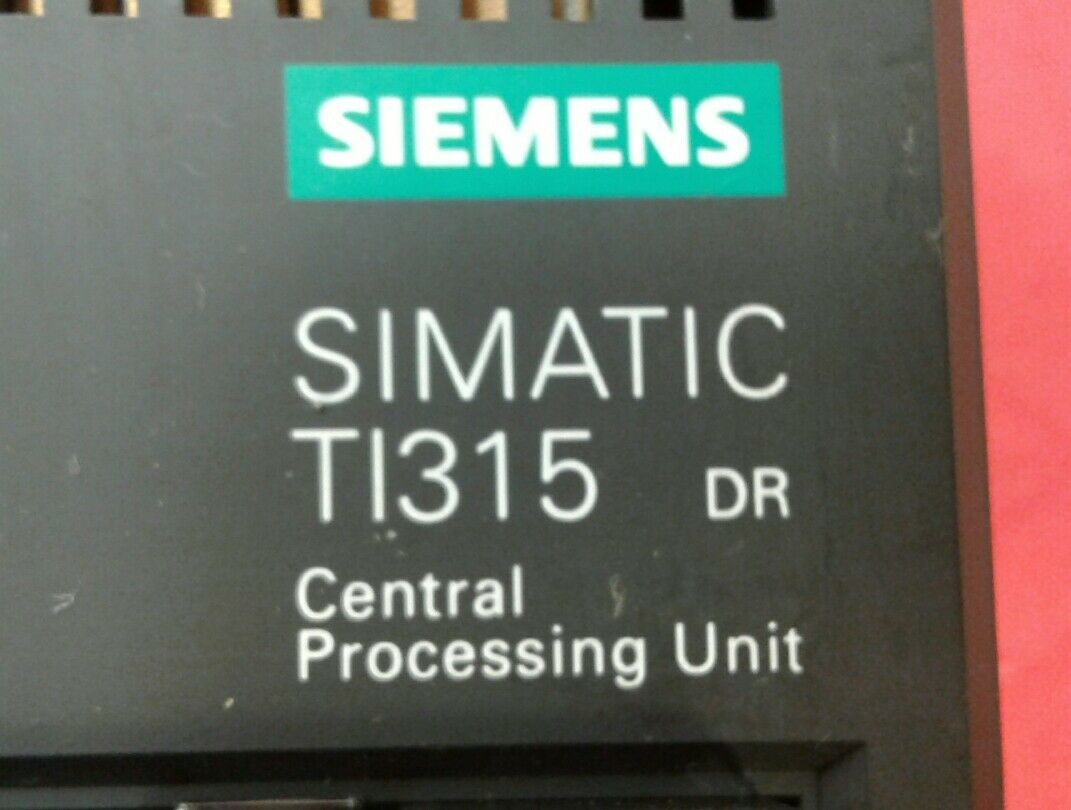 SIEMENS
SIMATIC
TI315 DR
Central
Processing Unit